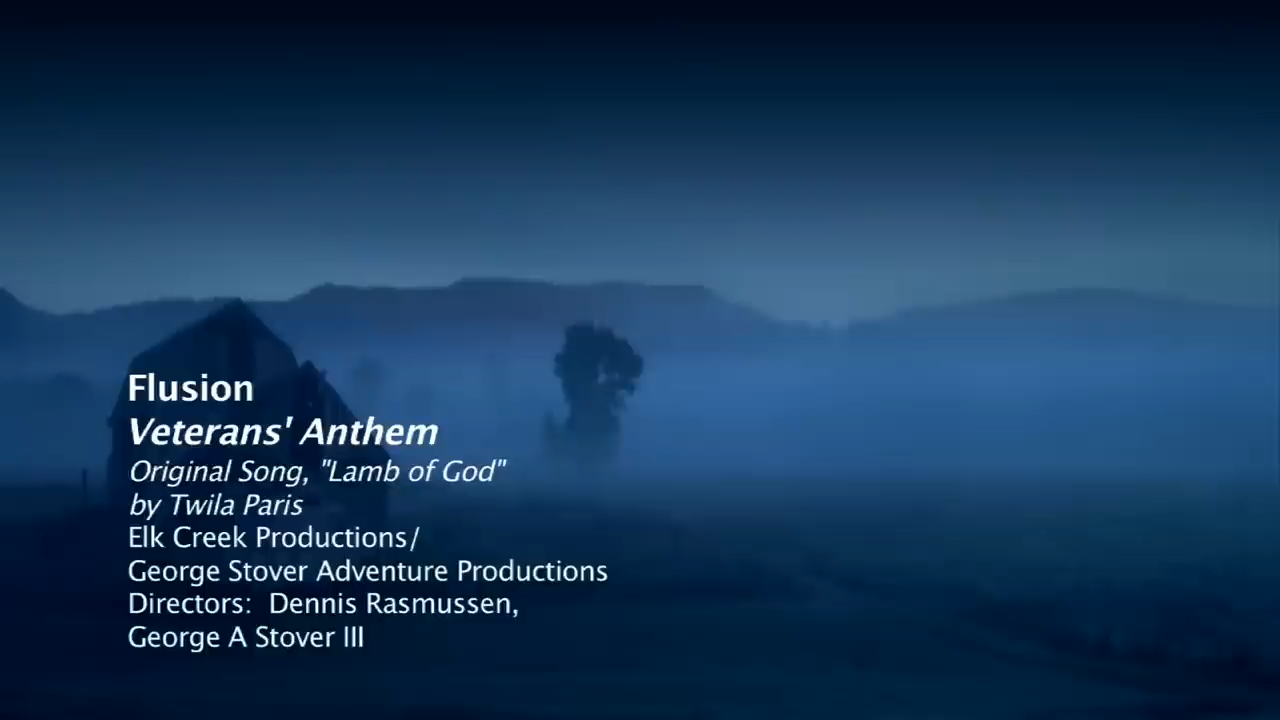 Flusion
Veterans' Anthem
Original Song, "Lamb of God"
by Twila Paris
Elk Creek Productions/
George Stover Adventure Productions
Directors:  Dennis Rasmussen,
George A Stover III